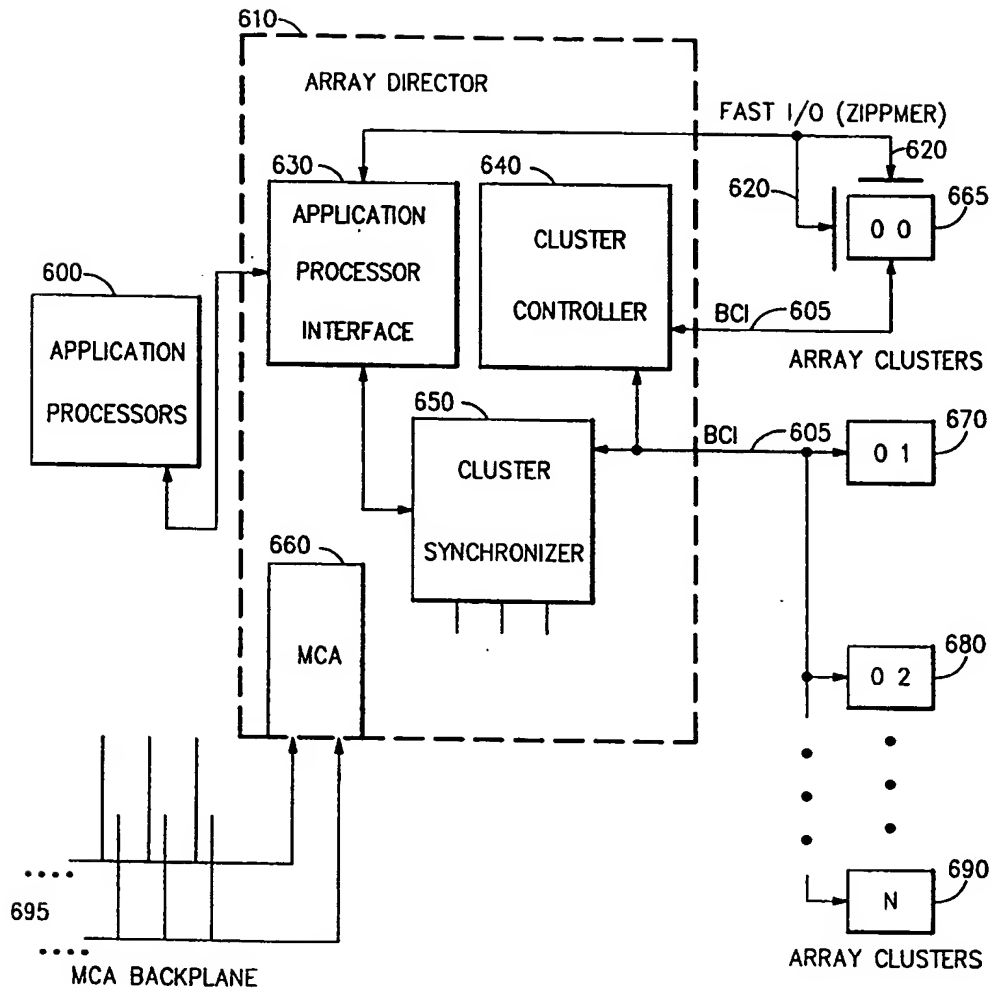 610
ARRAY DIRECTOR
FAST I/O (ZIPPMER)
630
640
620
620
665
APPLICATION
PROCESSOR
INTERFACE
CLUSTER
CONTROLLER
0 0
600
BCI
605
APPLICATION
PROCESSORS
ARRAY CLUSTERS
650
BCI
605
670
CLUSTER
SYNCHRONIZER
0 1
660
MCA
680
0 2
690
N
695
MCA BACKPLANE
ARRAY CLUSTERS